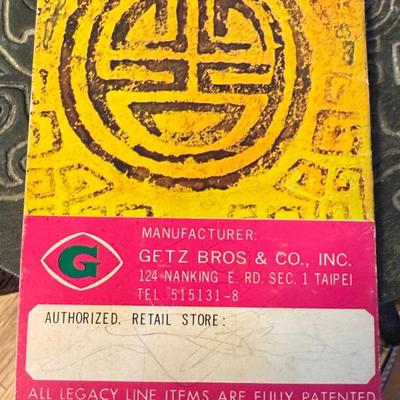 G
MANUFACTURER:
GETZ BROS & CO., INC.
124 NANKING E. RD. SEC. 1 TAIPEI
TEL. 515131-8
AUTHORIZED. RETAIL STORE:
ALL LEGACY LINE ITEMS ARE FULLY PATENTED